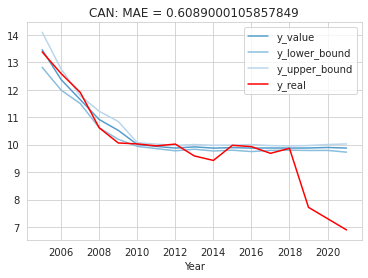 CAN: MAE = 0.6089000105857849
14
13
12
11
10
9
8
7
y_value
y_lower_bound
y_upper_bound
y_real
2006 2008 2010 2012 2014 2016 2018 2020
Year